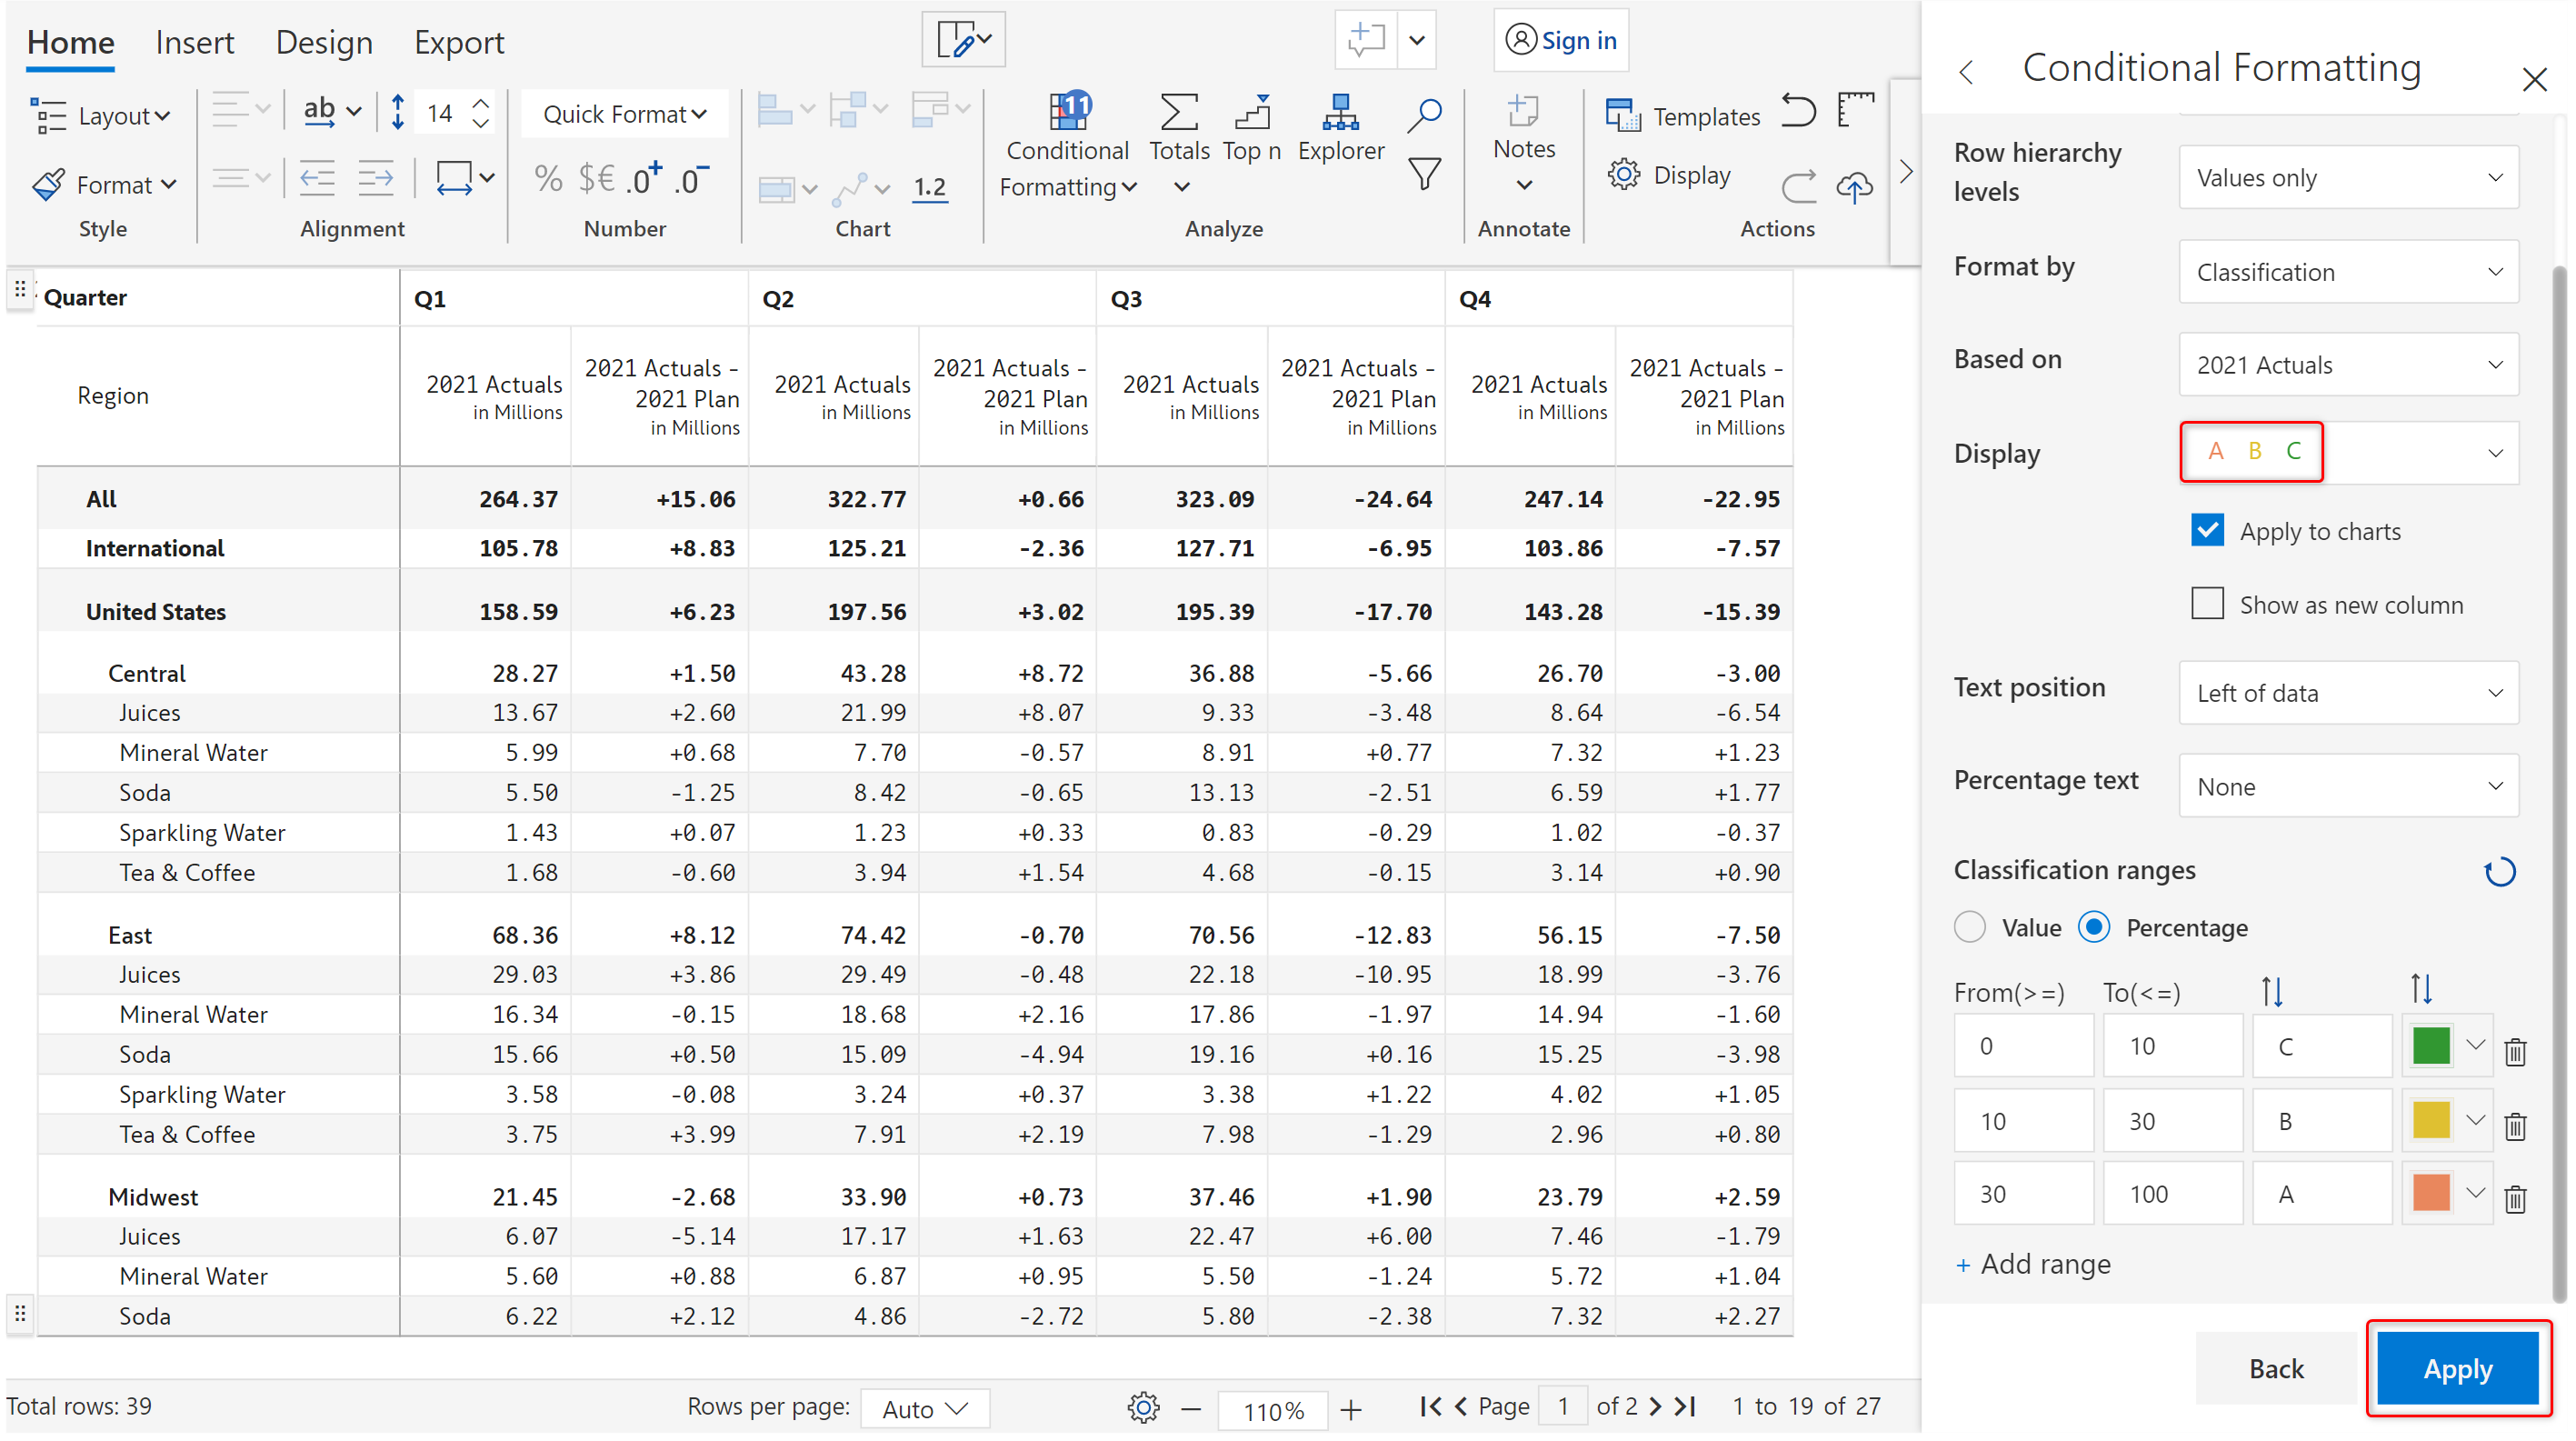 Home Insert Design Export
Sign in
Layout
ab
14
Quick Format
Format
% $€ .0+ .0-
1.2
Style
Alignment
Number
Chart
11
Conditional Formatting
Totals
Top n
Explorer
Analyze
Notes
Annotate
Templates
Display
Actions
Quarter Q1 Q2 Q3 Q4
Region
2021 Actuals
in Millions
2021 Actuals -
2021 Plan
in Millions
2021 Actuals
in Millions
2021 Actuals -
2021 Plan
in Millions
2021 Actuals
in Millions
2021 Actuals -
2021 Plan
in Millions
2021 Actuals
in Millions
2021 Actuals -
2021 Plan
in Millions
All 264.37 +15.06 322.77 +0.66 323.09 -24.64 247.14 -22.95
International 105.78 +8.83 125.21 -2.36 127.71 -6.95 103.86 -7.57
United States 158.59 +6.23 197.56 +3.02 195.39 -17.70 143.28 -15.39
Central 28.27 +1.50 43.28 +8.72 36.88 -5.66 26.70 -3.00
Juices 13.67 +2.60 21.99 +8.07 9.33 -3.48 8.64 -6.54
Mineral Water 5.99 +0.68 7.70 -0.57 8.91 +0.77 7.32 +1.23
Soda 5.50 -1.25 8.42 -0.65 13.13 -2.51 6.59 +1.77
Sparkling Water 1.43 +0.07 1.23 +0.33 0.83 -0.29 1.02 -0.37
Tea & Coffee 1.68 -0.60 3.94 +1.54 4.68 -0.15 3.14 +0.90
East 68.36 +8.12 74.42 -0.70 70.56 -12.83 56.15 -7.50
Juices 29.03 +3.86 29.49 -0.48 22.18 -10.95 18.99 -3.76
Mineral Water 16.34 -0.15 18.68 +2.16 17.86 -1.97 14.94 -1.60
Soda 15.66 +0.50 15.09 -4.94 19.16 +0.16 15.25 -3.98
Sparkling Water 3.58 -0.08 3.24 +0.37 3.38 +1.22 4.02 +1.05
Tea & Coffee 3.75 +3.99 7.91 +2.19 7.98 -1.29 2.96 +0.80
Midwest 21.45 -2.68 33.90 +0.73 37.46 +1.90 23.79 +2.59
Juices 6.07 -5.14 17.17 +1.63 22.47 +6.00 7.46 -1.79
Mineral Water 5.60 +0.88 6.87 +0.95 5.50 -1.24 5.72 +1.04
Soda 6.22 +2.12 4.86 -2.72 5.80 -2.38 7.32 +2.27
Total rows: 39
Rows per page: Auto
110%
Page 1 of 2
1 to 19 of 27
Conditional Formatting
Row hierarchy
levels
Values only
Format by Classification
Based on 2021 Actuals
Display A B C
Apply to charts
Show as new column
Text position Left of data
Percentage text None
Classification ranges
Value Percentage
From(>=) To(<=)
0 10 C
10 30 B
30 100 A
+ Add range
Back Apply